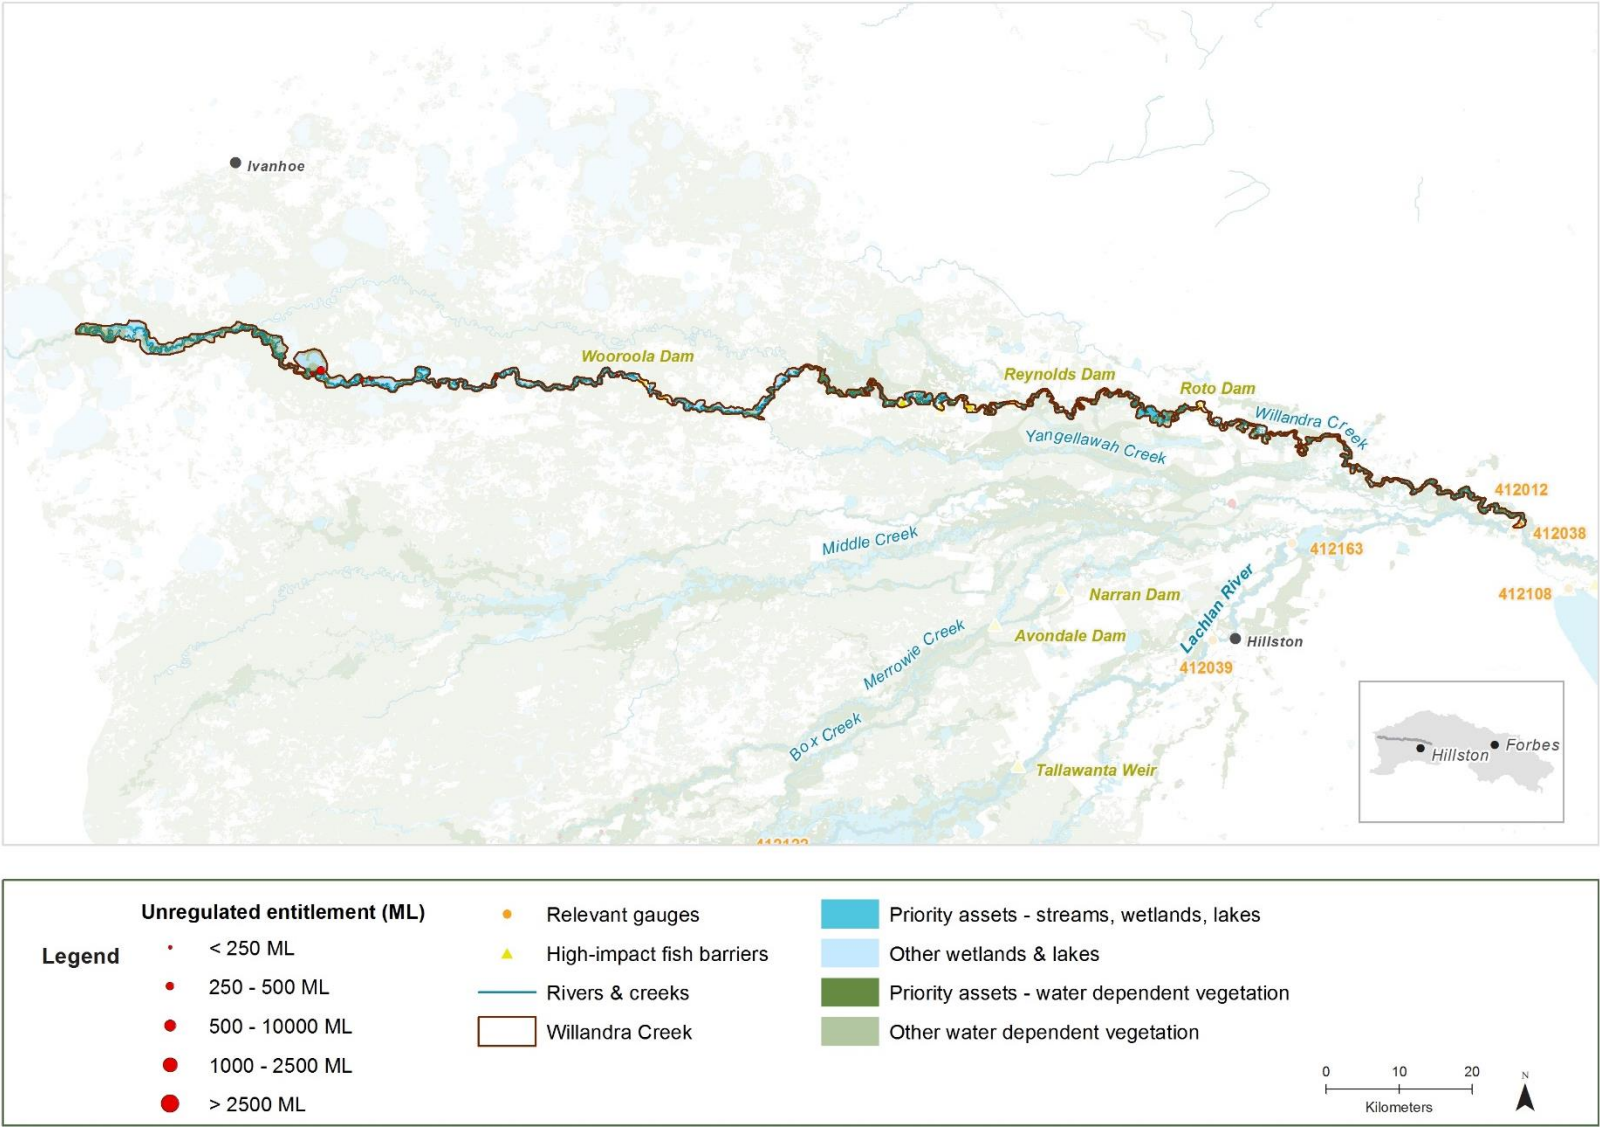 Ivanhoe
Wooroola Dam
Reynolds Dam
Roto Dam
Willandra Creek
Yangellawah Creek
412012
Middle Creek
412038
412163
Narran Dam
412108
Lachlan River
Merrowie Creek
Avondale Dam
Hillston
412039
Box Creek
Tallawanta Weir
Hillston
Forbes
Legend
Unregulated entitlement (ML)
< 250 ML
250 - 500 ML
500 - 10000 ML
1000 - 2500 ML
> 2500 ML
Relevant gauges
High-impact fish barriers
Rivers & creeks
Willandra Creek
Priority assets - streams, wetlands, lakes
Other wetlands & lakes
Priority assets - water dependent vegetation
Other water dependent vegetation
0 10 20
Kilometers
N